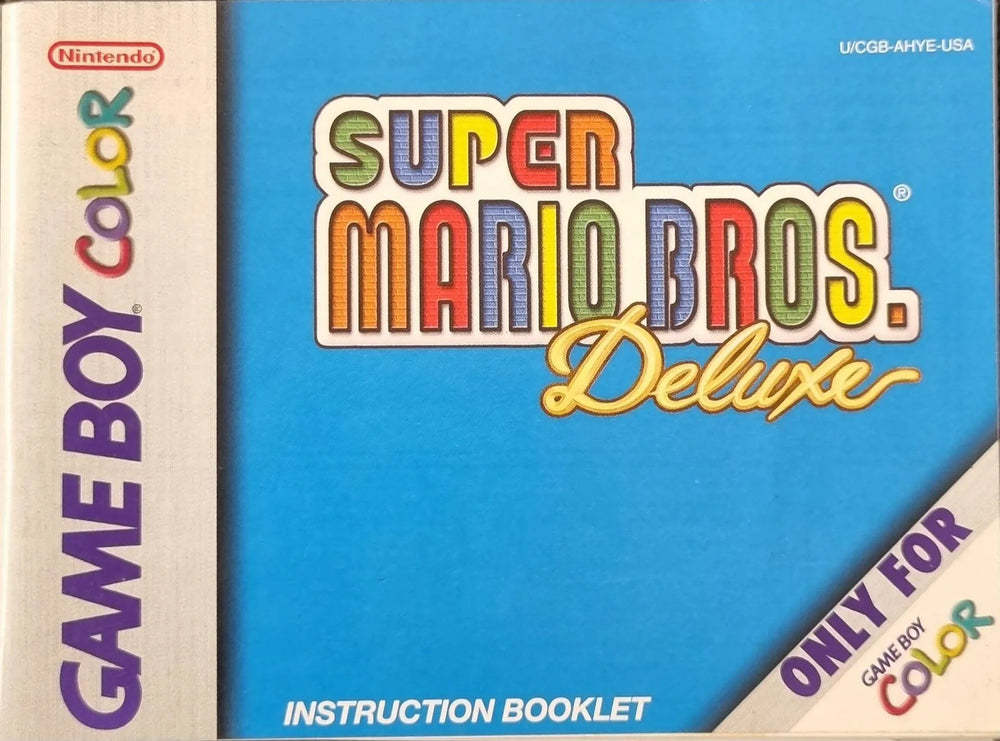 Nintendo®
GAME BOY® COLOR
U/CGB-AHYE-USA
SUPER
MARIO BROS.®
Deluxe
INSTRUCTION BOOKLET
ONLY FOR
GAME BOY
COLOR